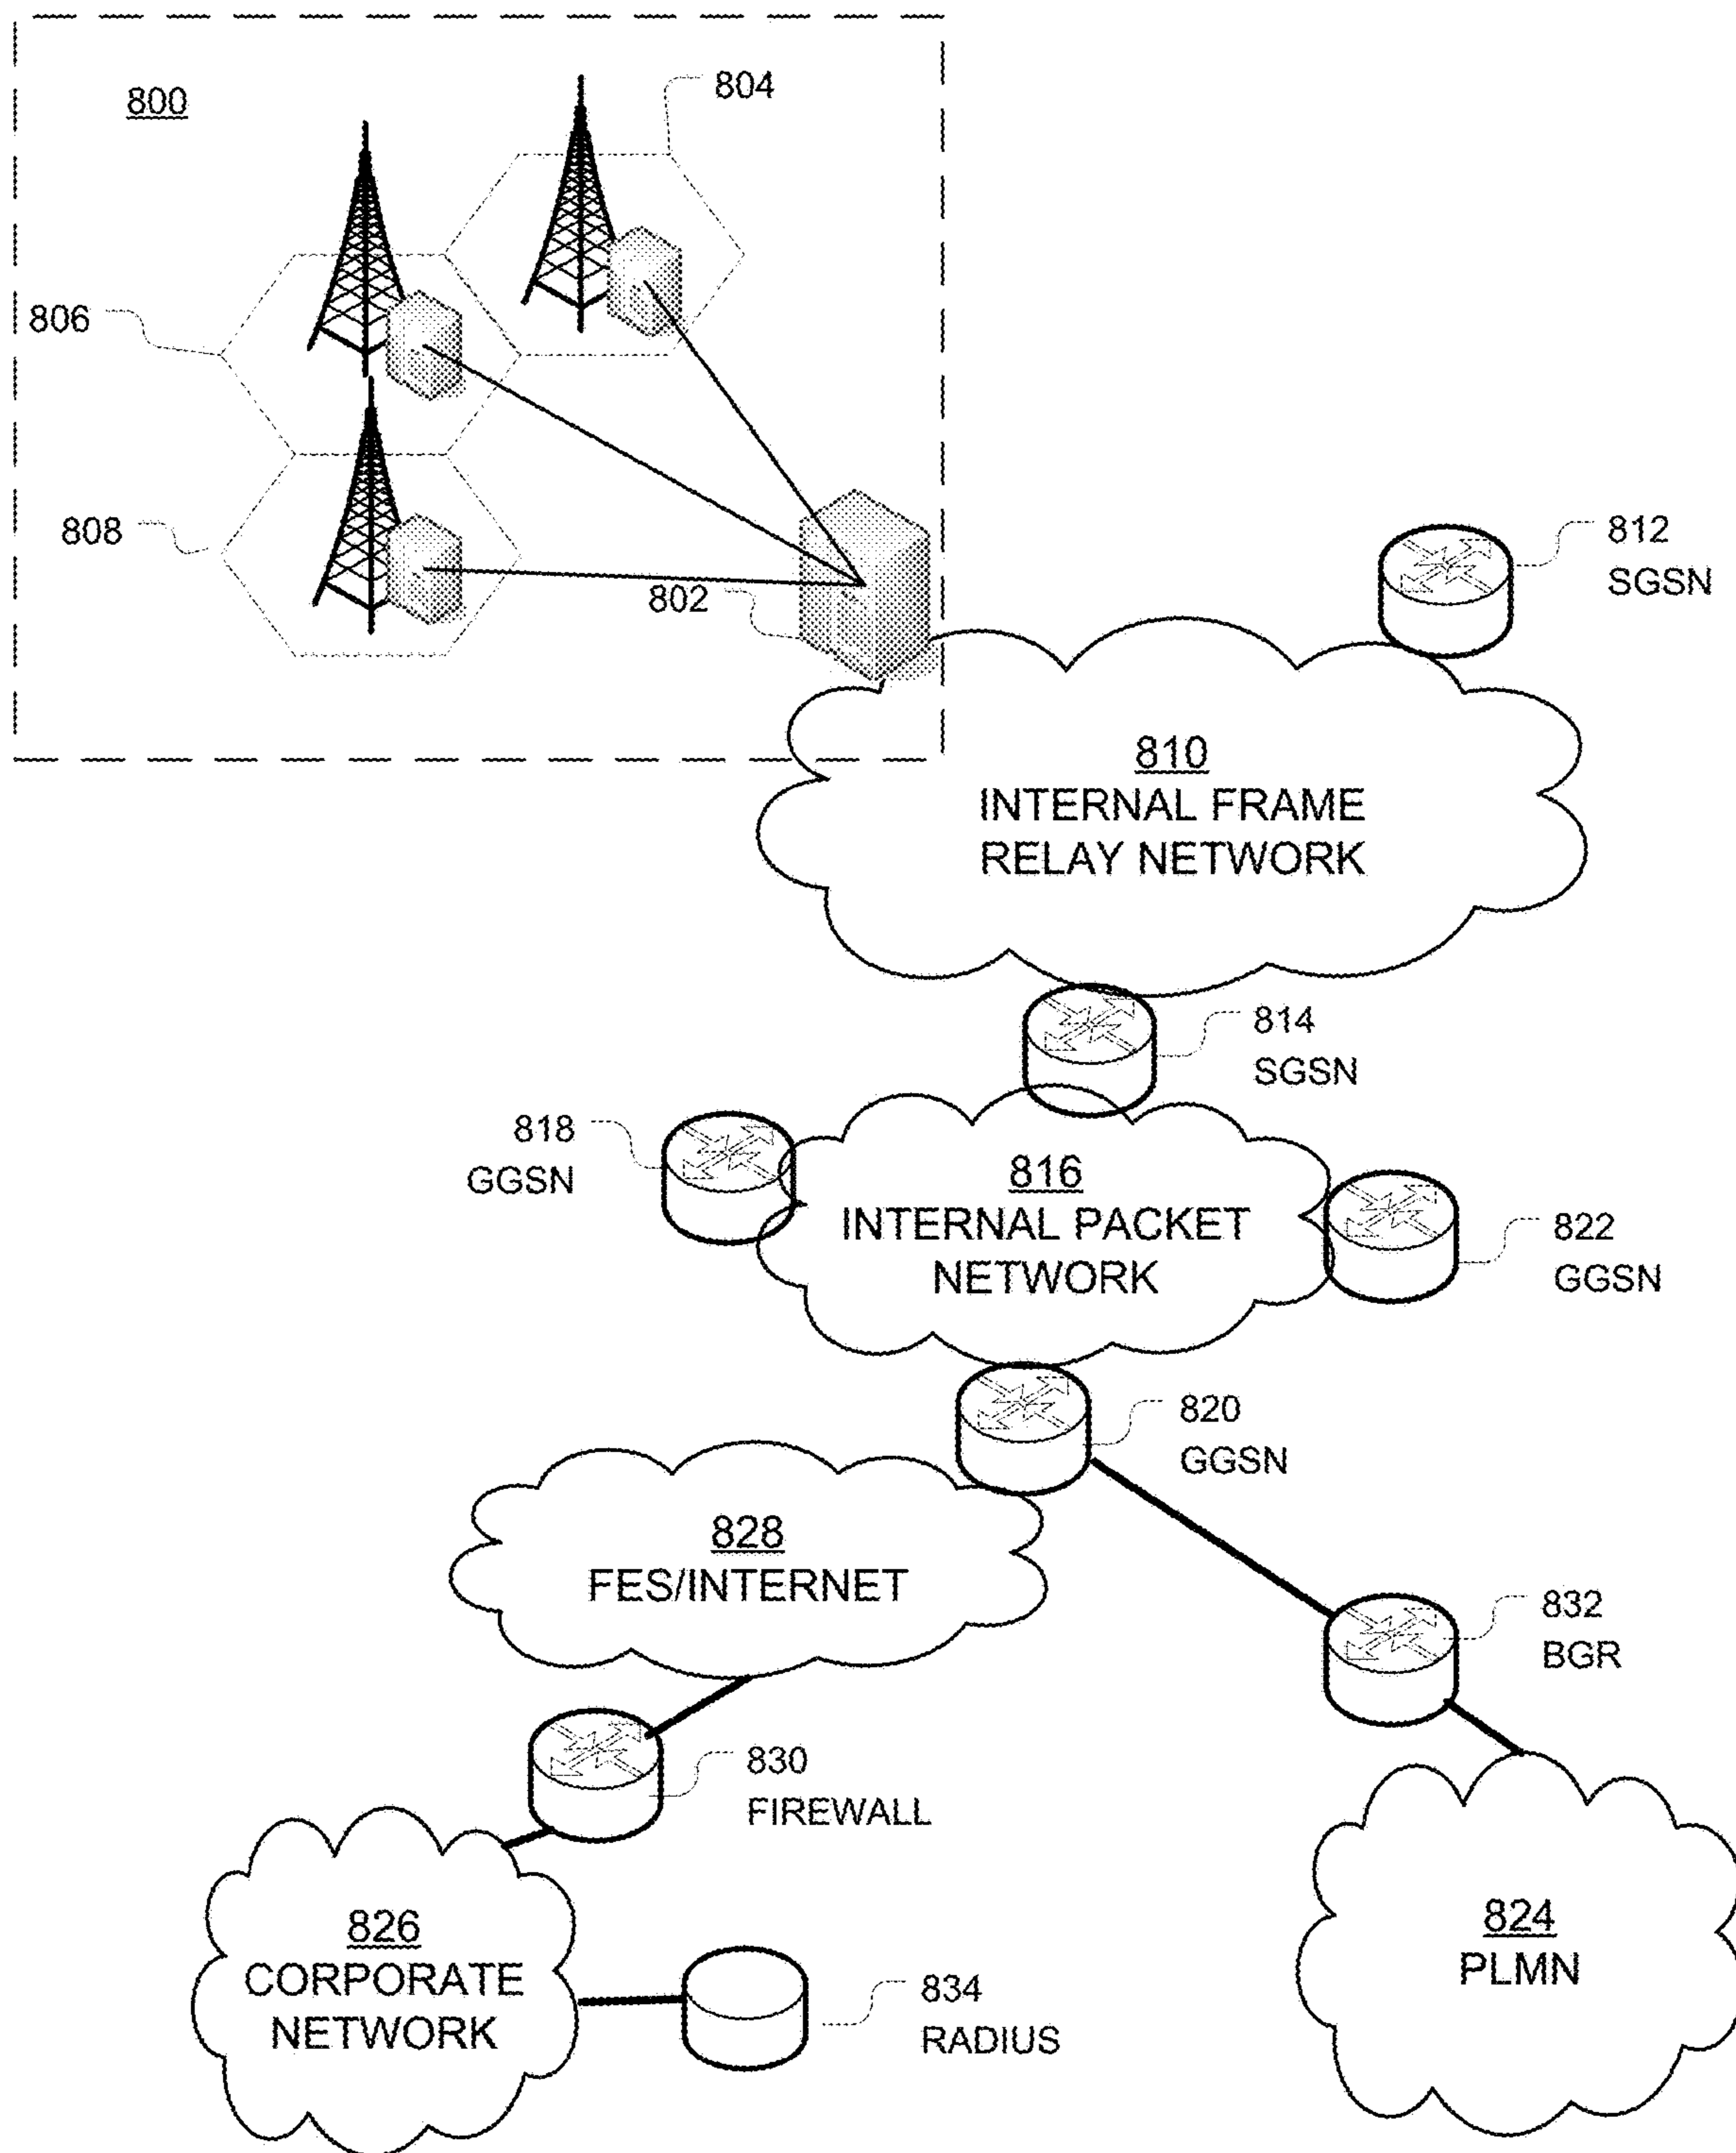 800
804
806
808
802
812
SGSN
810
INTERNAL FRAME
RELAY NETWORK
814
SGSN
818
GGSN
816
INTERNAL PACKET
NETWORK
822
GGSN
820
GGSN
828
FES/INTERNET
832
BGR
830
FIREWALL
826
CORPORATE
NETWORK
834
RADIUS
824
PLMN